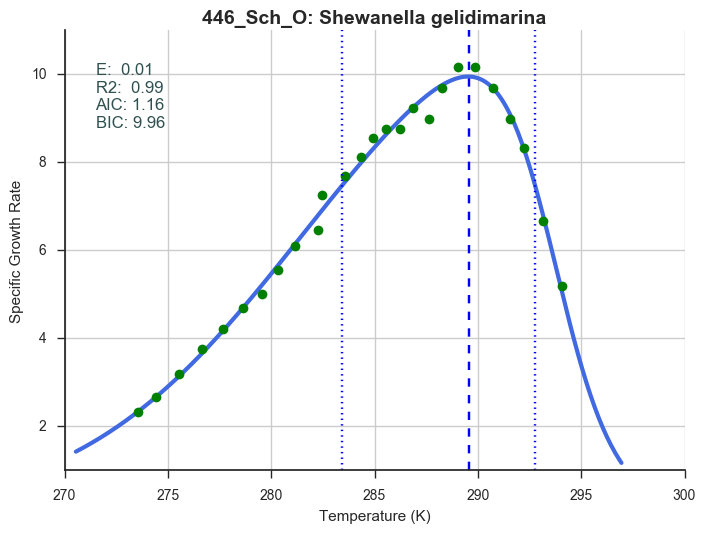 446_Sch_O: Shewanella gelidimarina
E:  0.01
R2:  0.99
AIC: 1.16
BIC: 9.96
10
8
6
4
2
Specific Growth Rate
270 275 280 285 290 295 300
Temperature (K)